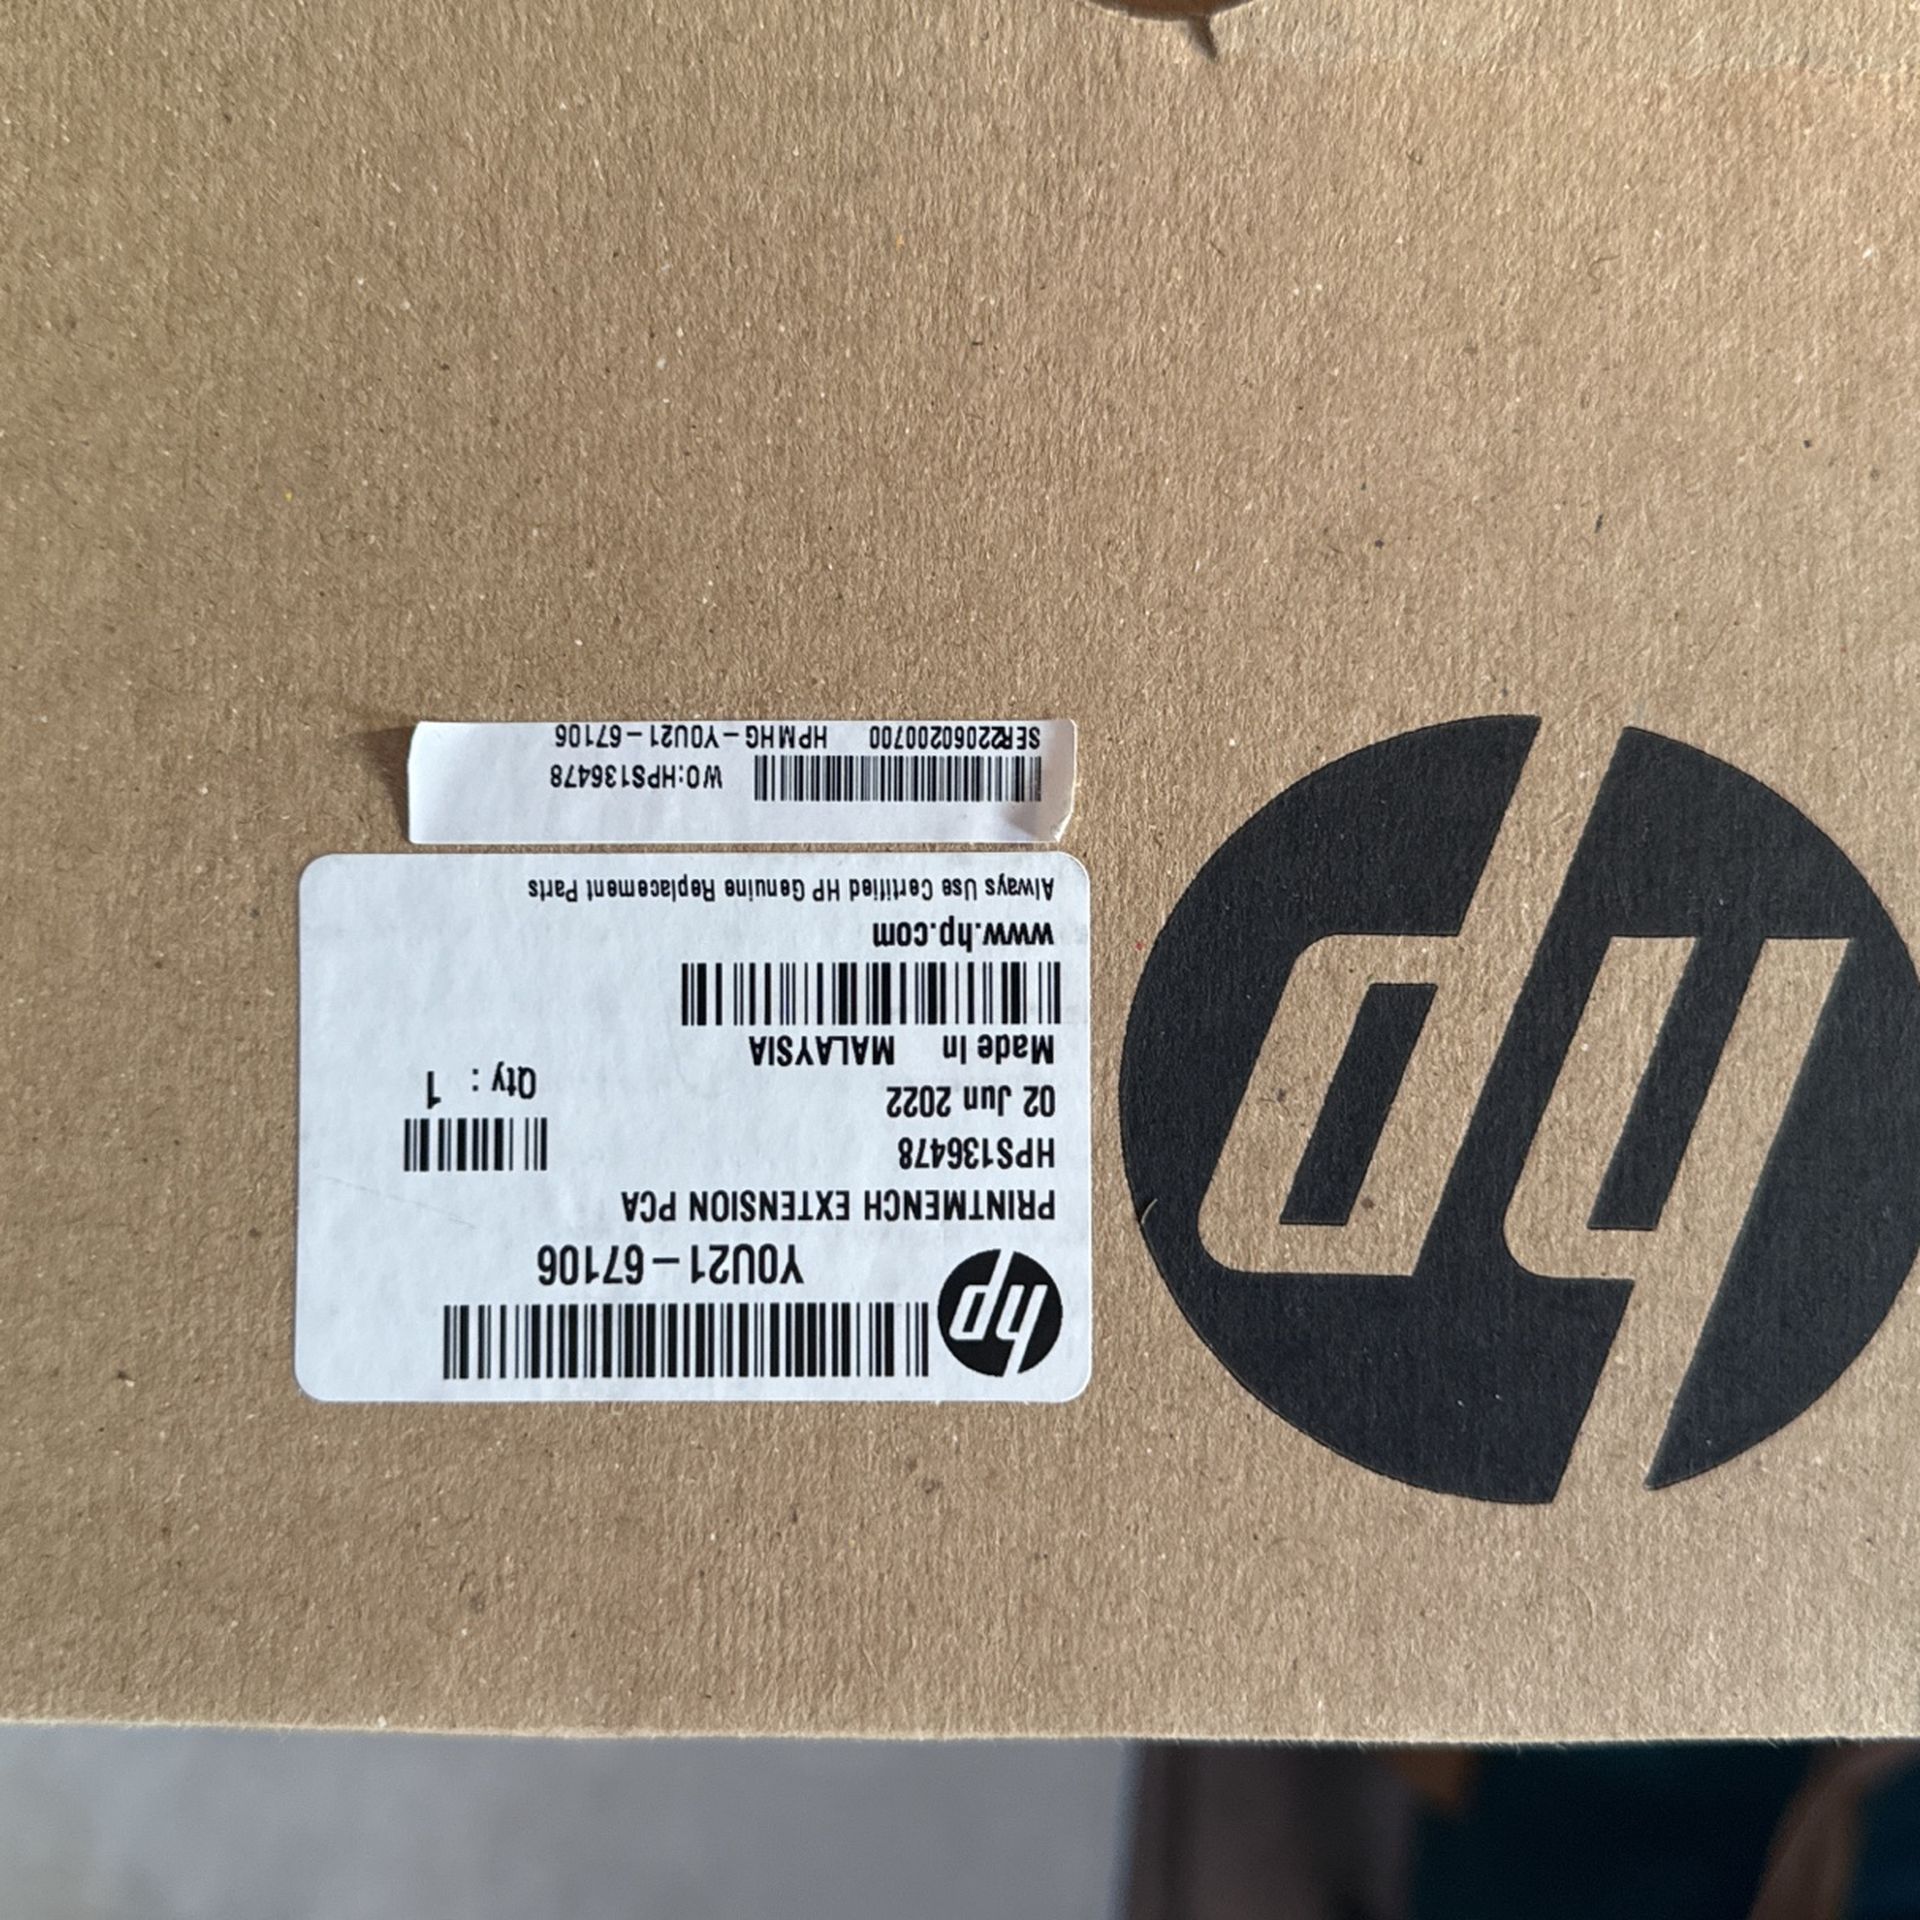 hp
Y0U21-67106
PRINTMENCH EXTENSION PCA
HPS136478
02 Jun 2022
Qty : 1
Made In MALAYSIA
www.hp.com
Always Use Certified HP Genuine Replacement Parts
WO:HPS136478
SER22060200700 HPMHG-Y0U21-67106
hp